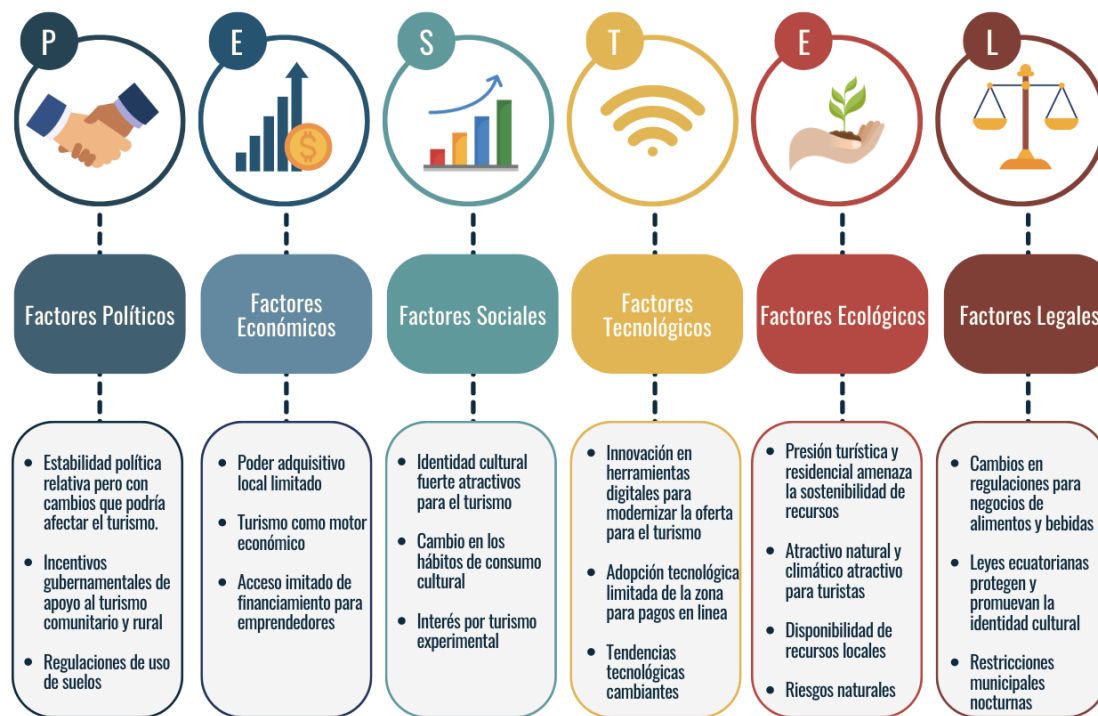 P
E
S
T
E
L
$
Factores Políticos
Factores
Económicos
Factores Sociales
Factores
Tecnológicos
Factores Ecológicos
Factores Legales
• Estabilidad política
relativa pero con
cambios que podría
afectar el turismo.
• Incentivos
gubernamentales de
apoyo al turismo
comunitario y rural
• Regulaciones de uso
de suelos
• Poder adquisitivo
local limitado
• Turismo como motor
económico
• Acceso imitado de
financiamiento para
emprendedores
• Identidad cultural
fuerte atractivos
para el turismo
• Cambio en los
hábitos de consumo
cultural
• Interés por turismo
experimental
• Innovación en
herramientas
digitales para
modernizar la oferta
para el turismo
• Adopción tecnológica
limitada de la zona
para pagos en linea
• Tendencias
tecnológicas
cambiantes
• Presión turística y
residencial amenaza
la sostenibilidad de
recursos
• Atractivo natural y
climático atractivo
para turistas
• Disponibilidad de
recursos locales
• Riesgos naturales
• Cambios en
regulaciones para
negocios de
alimentos y bebidas
• Leyes ecuatorianas
protegen y
promuevan la
identidad cultural
• Restricciones
municipales
nocturnas